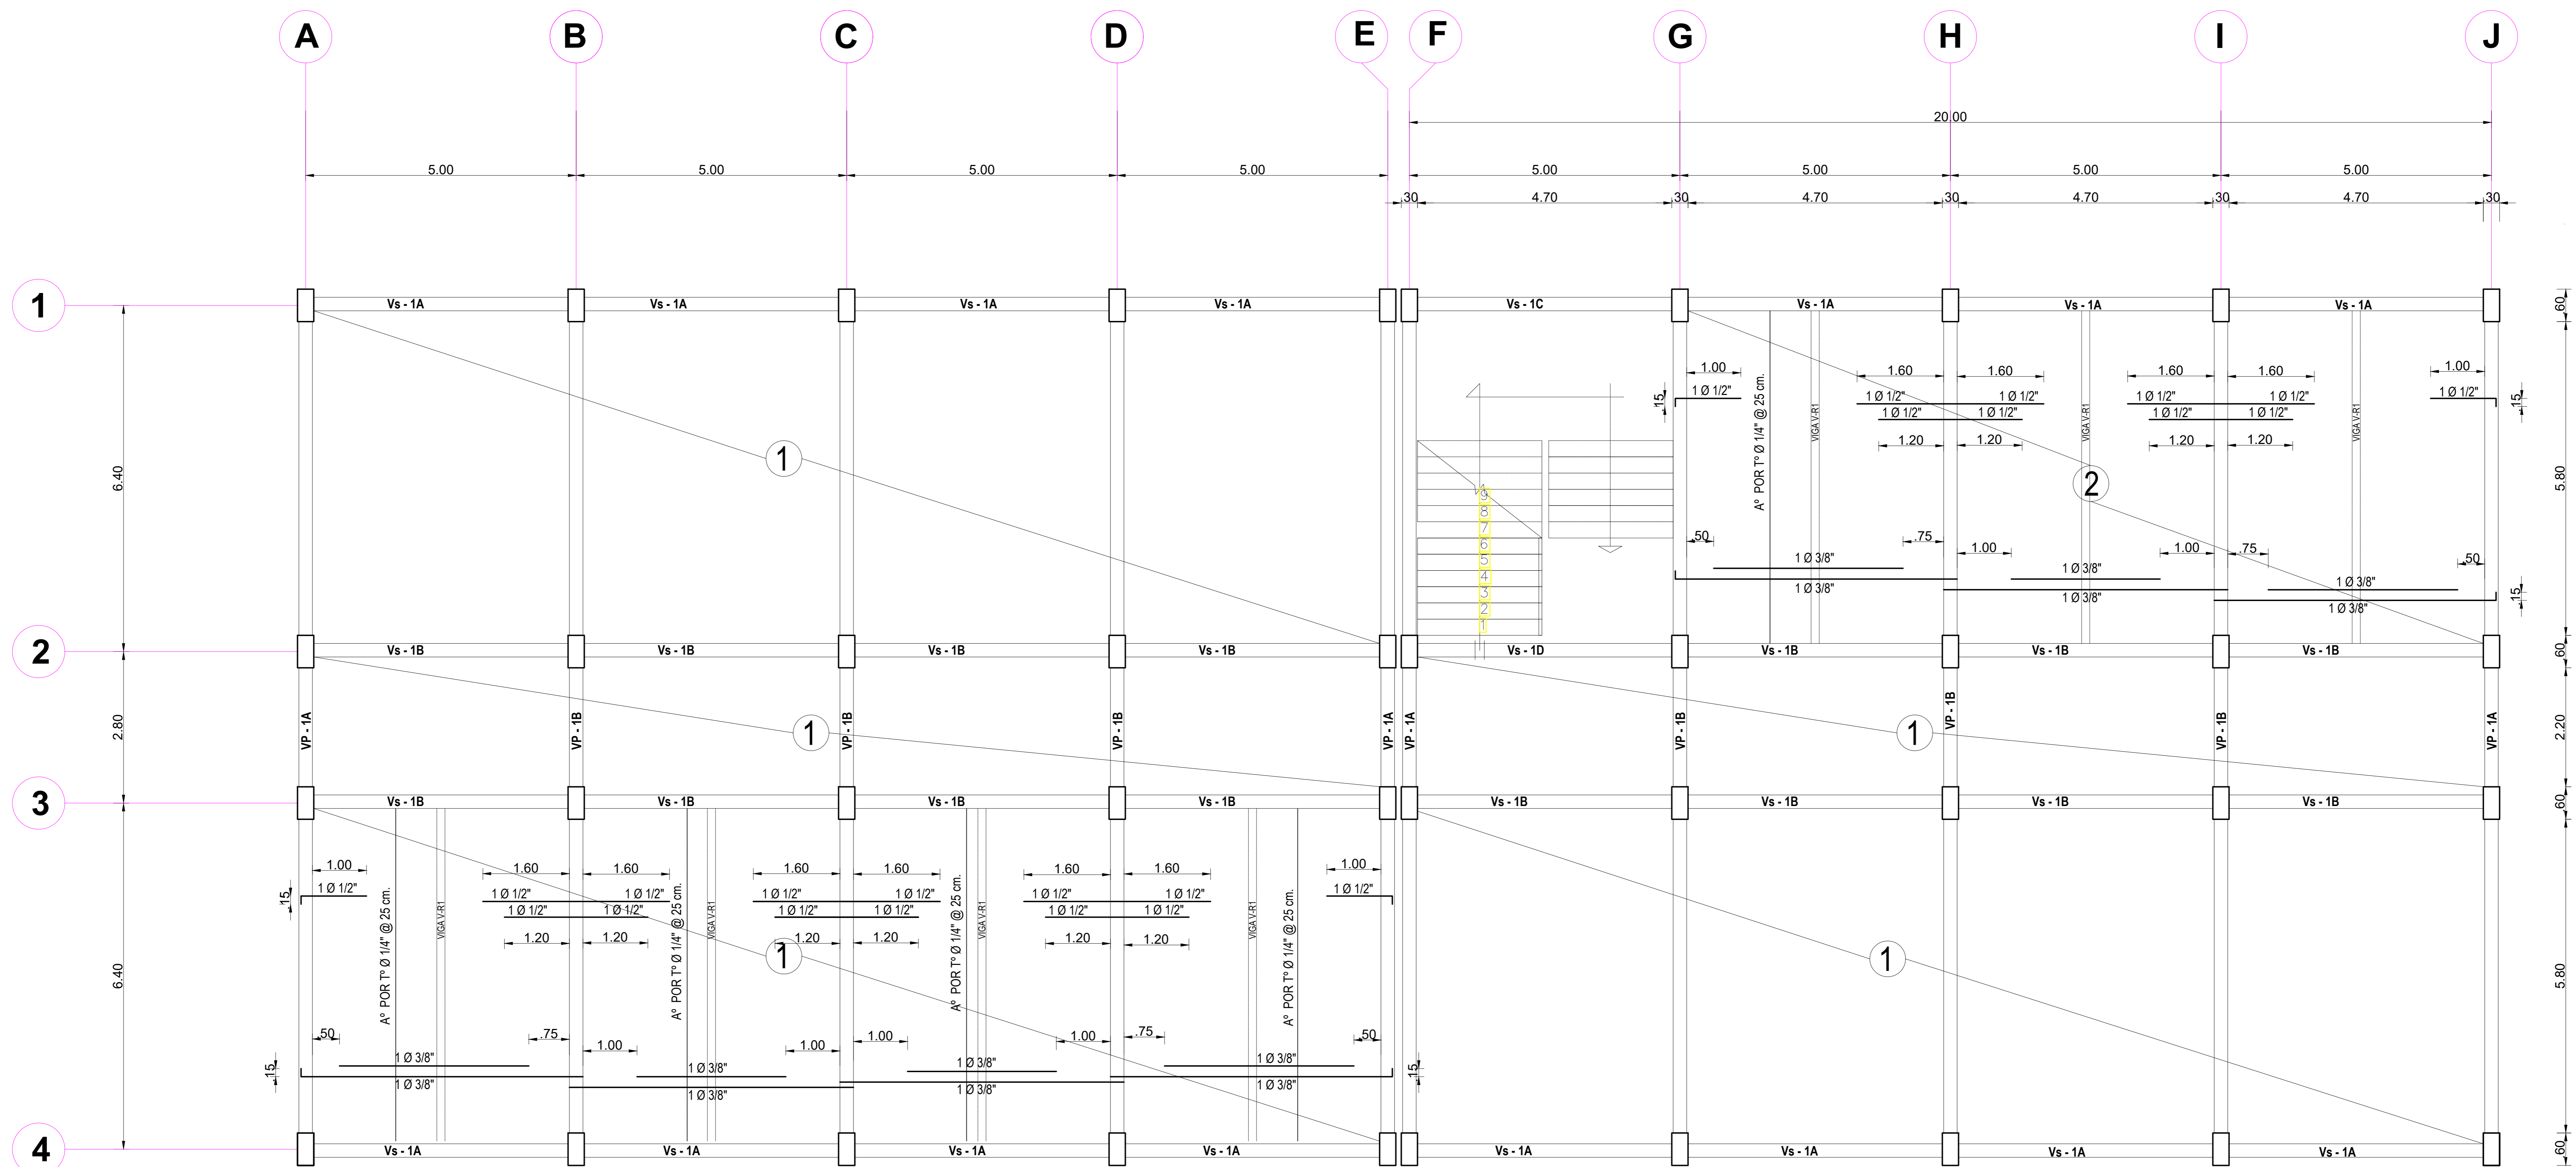 A B C D E F G H I J
20.00
5.00 5.00 5.00 5.00 5.00 5.00 5.00 5.00
.30 4.70 .30 4.70 .30 4.70 .30 4.70 .30
1 Vs - 1A Vs - 1A Vs - 1A Vs - 1A Vs - 1C Vs - 1A Vs - 1A Vs - 1A .60
1.00 1.60 1.60 1.60 1.60 1.00
.15 1 Ø 1/2" 1 Ø 1/2" 1 Ø 1/2" 1 Ø 1/2" 1 Ø 1/2" 1 Ø 1/2" .15
1 Ø 1/2" 1 Ø 1/2" 1 Ø 1/2" 1 Ø 1/2"
1.20 1.20 1.20 1.20
Aº POR Tº Ø 1/4" @ 25 cm.
VIGA V-R1 VIGA V-R1 VIGA V-R1
6.40 1 2 5.80
9
8
7
6
5
4
3
2
1
.50 .75 1.00 1.00 .75 .50
1 Ø 3/8" 1 Ø 3/8" 1 Ø 3/8"
1 Ø 3/8" 1 Ø 3/8" 1 Ø 3/8" .15
2 Vs - 1B Vs - 1B Vs - 1B Vs - 1B Vs - 1D Vs - 1B Vs - 1B Vs - 1B .60
2.80 VP - 1A VP - 1B 1 VP - 1B VP - 1B VP - 1A VP - 1A VP - 1B 1 VP - 1B VP - 1B VP - 1A 2.20
3 Vs - 1B Vs - 1B Vs - 1B Vs - 1B Vs - 1B Vs - 1B Vs - 1B Vs - 1B .60
1.00 1.60 1.60 1.60 1.60 1.60 1.60 1.00
.15 1 Ø 1/2" 1 Ø 1/2" 1 Ø 1/2" 1 Ø 1/2" 1 Ø 1/2" 1 Ø 1/2" 1 Ø 1/2" 1 Ø 1/2"
1 Ø 1/2" 1 Ø 1/2" 1 Ø 1/2" 1 Ø 1/2" 1 Ø 1/2" 1 Ø 1/2"
1.20 1.20 1.20 1.20 1.20 1.20
Aº POR Tº Ø 1/4" @ 25 cm. Aº POR Tº Ø 1/4" @ 25 cm. Aº POR Tº Ø 1/4" @ 25 cm. Aº POR Tº Ø 1/4" @ 25 cm.
VIGA V-R1 VIGA V-R1 VIGA V-R1 VIGA V-R1
6.40 1 1 5.80
.50 .75 1.00 1.00 1.00 1.00 .75 .50
1 Ø 3/8" 1 Ø 3/8" 1 Ø 3/8" 1 Ø 3/8"
.15 1 Ø 3/8" 1 Ø 3/8" 1 Ø 3/8" 1 Ø 3/8" .15
4 Vs - 1A Vs - 1A Vs - 1A Vs - 1A Vs - 1A Vs - 1A Vs - 1A Vs - 1A .60